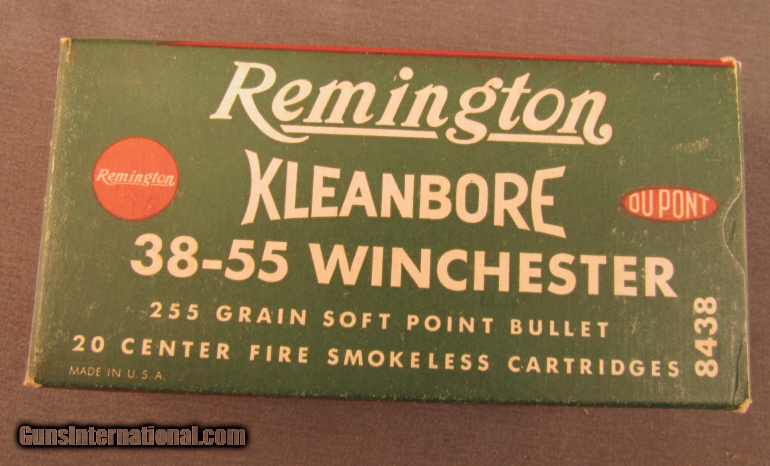 Remington
KLEANBORE
Remington
DU PONT
38-55 WINCHESTER
255 GRAIN SOFT POINT BULLET
20 CENTER FIRE SMOKELESS CARTRIDGES
8438
MADE IN U.S.A.
GunsInternational.com